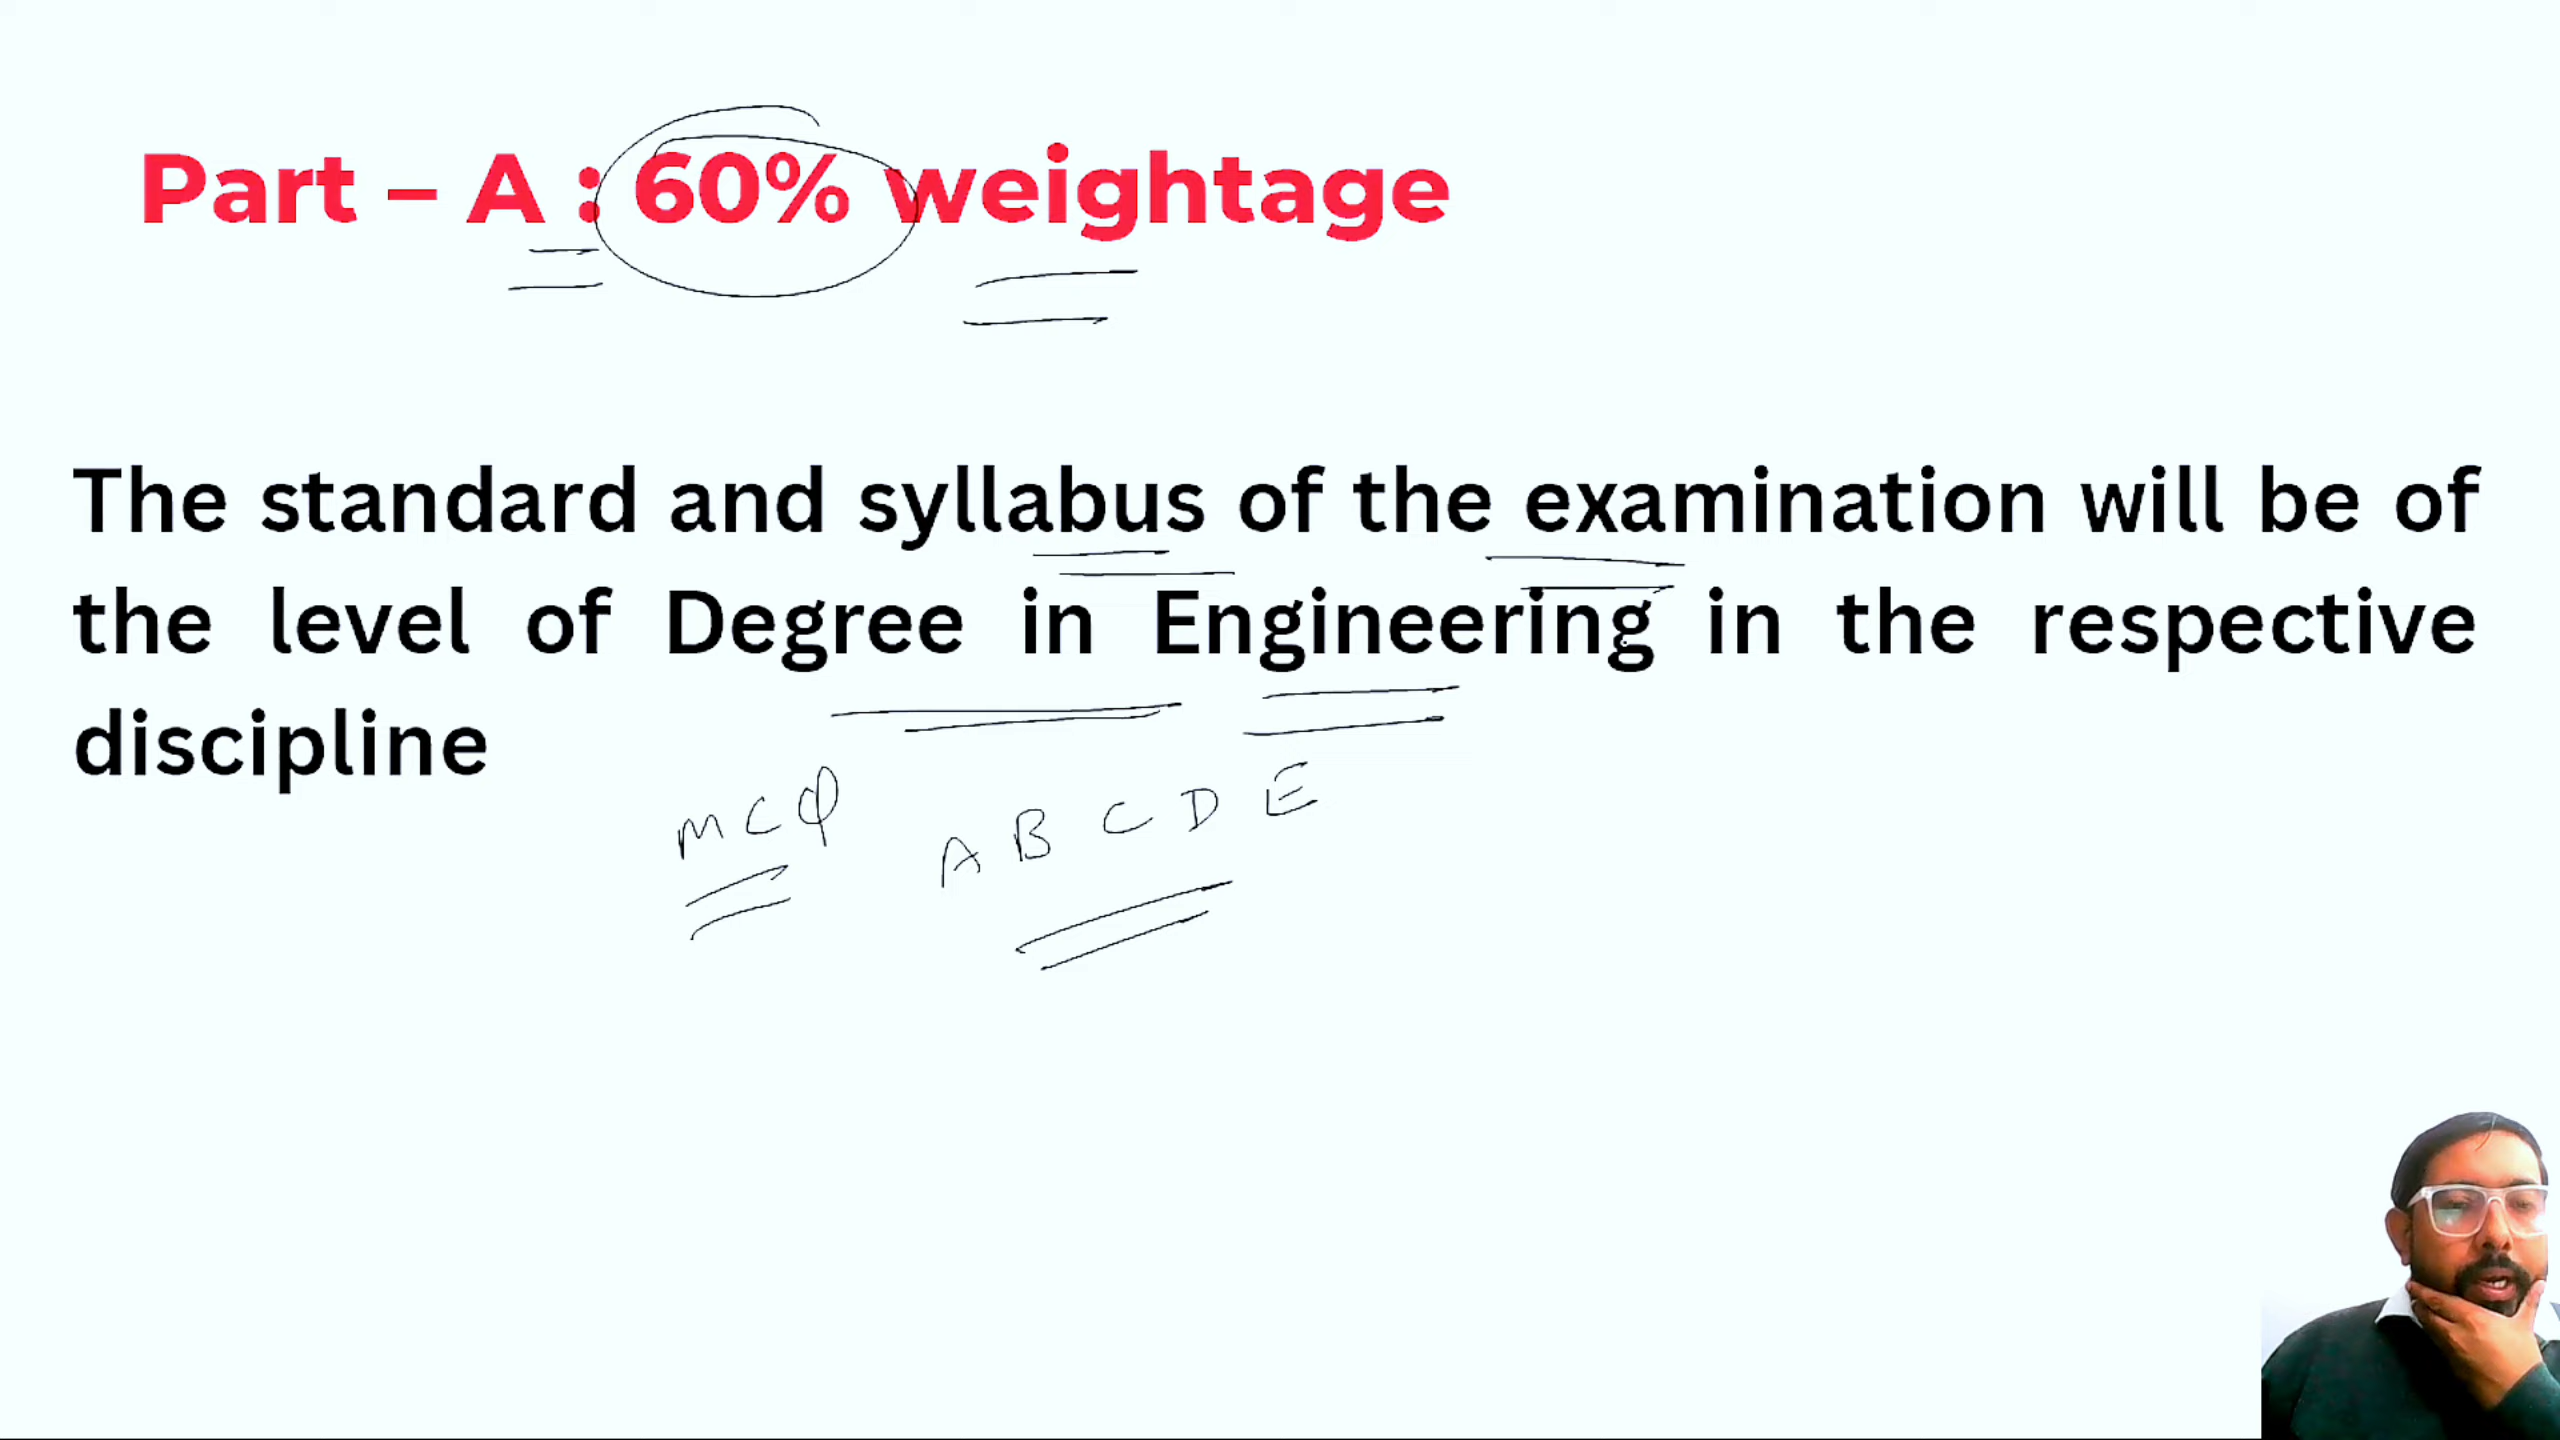 Part – A : 60% weightage
The standard and syllabus of the examination will be of
the level of Degree in Engineering in the respective
discipline
MCQ A B C D E